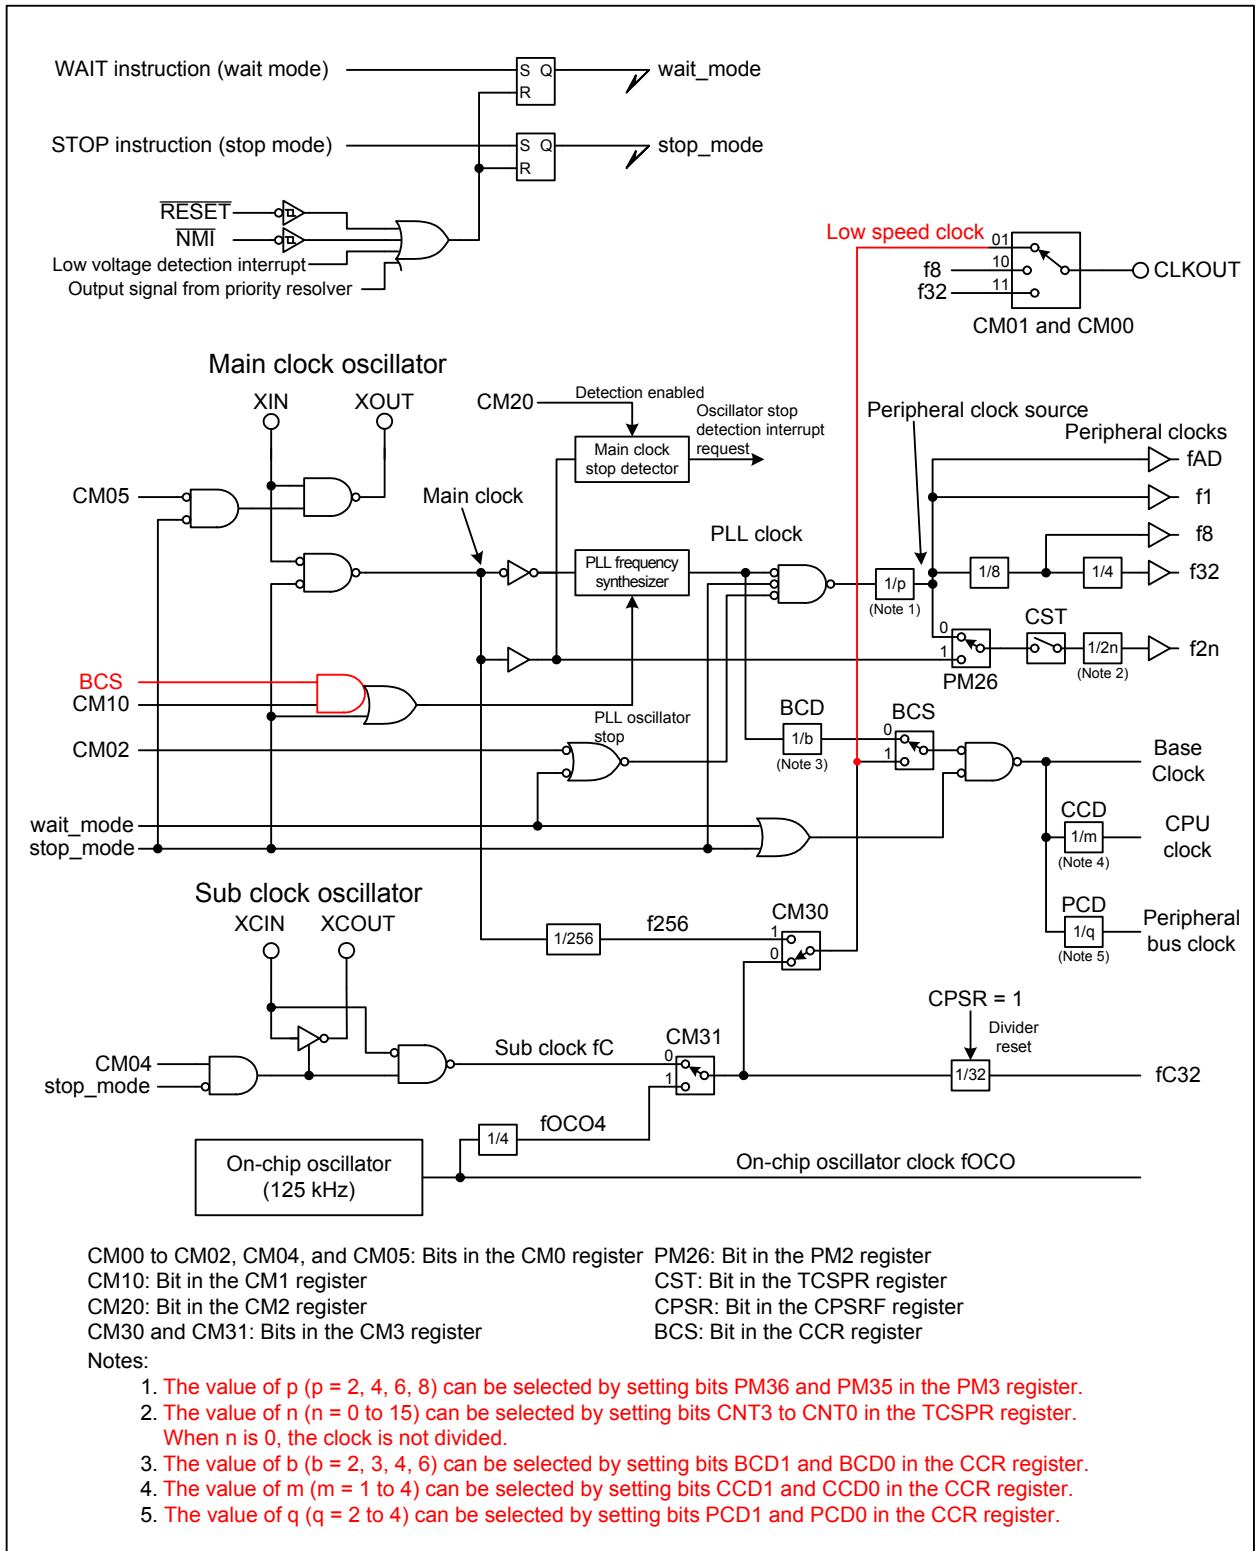 WAIT instruction (wait mode)
S Q
R
wait_mode
STOP instruction (stop mode)
S Q
R
stop_mode
RESET
NMI
Low voltage detection interrupt
Output signal from priority resolver
Low speed clock
01
f8
10
f32
11
CLKOUT
CM01 and CM00
Main clock oscillator
XIN
XOUT
CM20
Detection enabled
Oscillator stop
detection interrupt
request
Main clock
stop detector
Peripheral clock source
Peripheral clocks
fAD
f1
f8
f32
f2n
CM05
Main clock
PLL clock
PLL frequency
synthesizer
1/p
(Note 1)
1/8
1/4
CST
0
1
PM26
1/2n
(Note 2)
BCS
CM10
PLL oscillator
stop
CM02
BCD
1/b
(Note 3)
BCS
0
1
Base
Clock
wait_mode
stop_mode
CCD
1/m
(Note 4)
CPU
clock
PCD
1/q
(Note 5)
Peripheral
bus clock
Sub clock oscillator
XCIN
XCOUT
1/256
f256
CM30
1
0
CPSR = 1
Divider
reset
CM04
stop_mode
Sub clock fC
CM31
0
1
1/32
fC32
fOCO4
1/4
On-chip oscillator
(125 kHz)
On-chip oscillator clock fOCO
CM00 to CM02, CM04, and CM05: Bits in the CM0 register
PM26: Bit in the PM2 register
CM10: Bit in the CM1 register
CST: Bit in the TCSPR register
CM20: Bit in the CM2 register
CPSR: Bit in the CPSRF register
CM30 and CM31: Bits in the CM3 register
BCS: Bit in the CCR register
Notes:
1. The value of p (p = 2, 4, 6, 8) can be selected by setting bits PM36 and PM35 in the PM3 register.
2. The value of n (n = 0 to 15) can be selected by setting bits CNT3 to CNT0 in the TCSPR register.
When n is 0, the clock is not divided.
3. The value of b (b = 2, 3, 4, 6) can be selected by setting bits BCD1 and BCD0 in the CCR register.
4. The value of m (m = 1 to 4) can be selected by setting bits CCD1 and CCD0 in the CCR register.
5. The value of q (q = 2 to 4) can be selected by setting bits PCD1 and PCD0 in the CCR register.